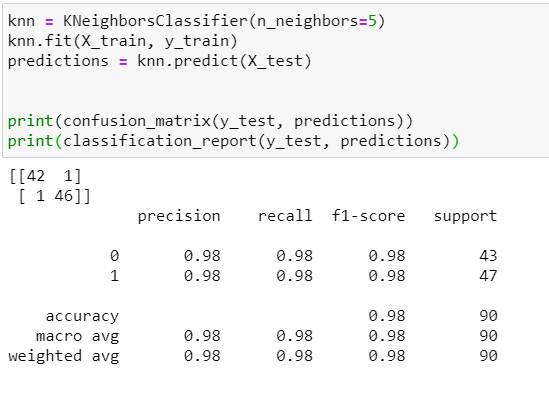 knn = KNeighborsClassifier(n_neighbors=5)
knn.fit(X_train, y_train)
predictions = knn.predict(X_test)
print(confusion_matrix(y_test, predictions))
print(classification_report(y_test, predictions))
[[42  1]
 [ 1 46]]
              precision    recall  f1-score   support
           0       0.98      0.98      0.98        43
           1       0.98      0.98      0.98        47
    accuracy                           0.98        90
   macro avg       0.98      0.98      0.98        90
weighted avg       0.98      0.98      0.98        90